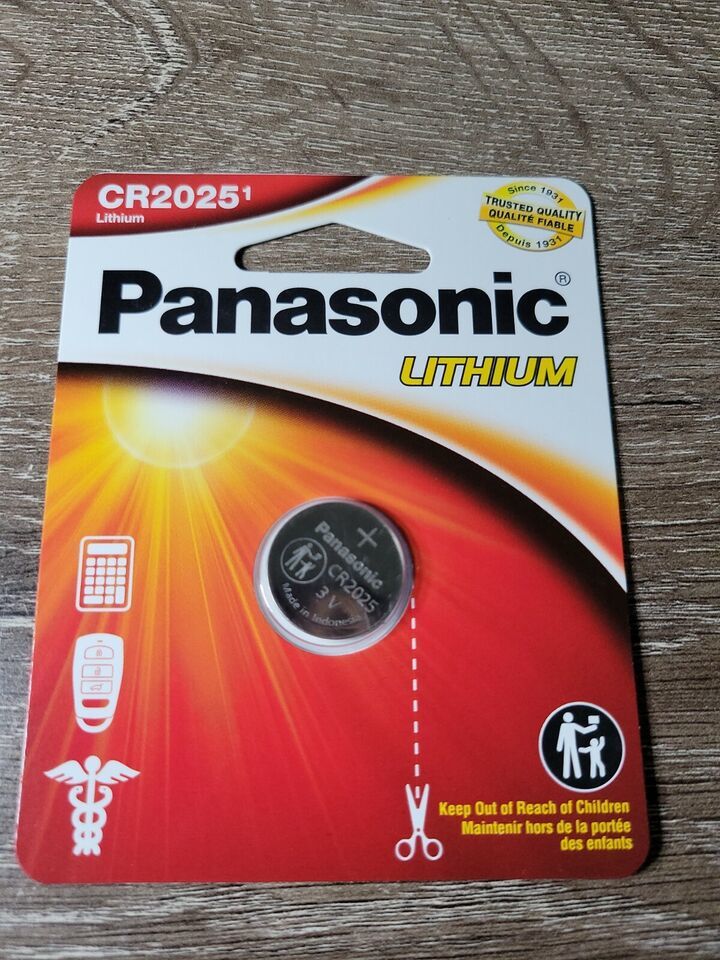 CR2025¹
Lithium
Since 1931
TRUSTED QUALITY
QUALITÉ FIABLE
Depuis 1931
Panasonic®
LITHIUM
+
Panasonic
CR2025
3 V
Made in Indonesia
Keep Out of Reach of Children
Maintenir hors de la portée
des enfants